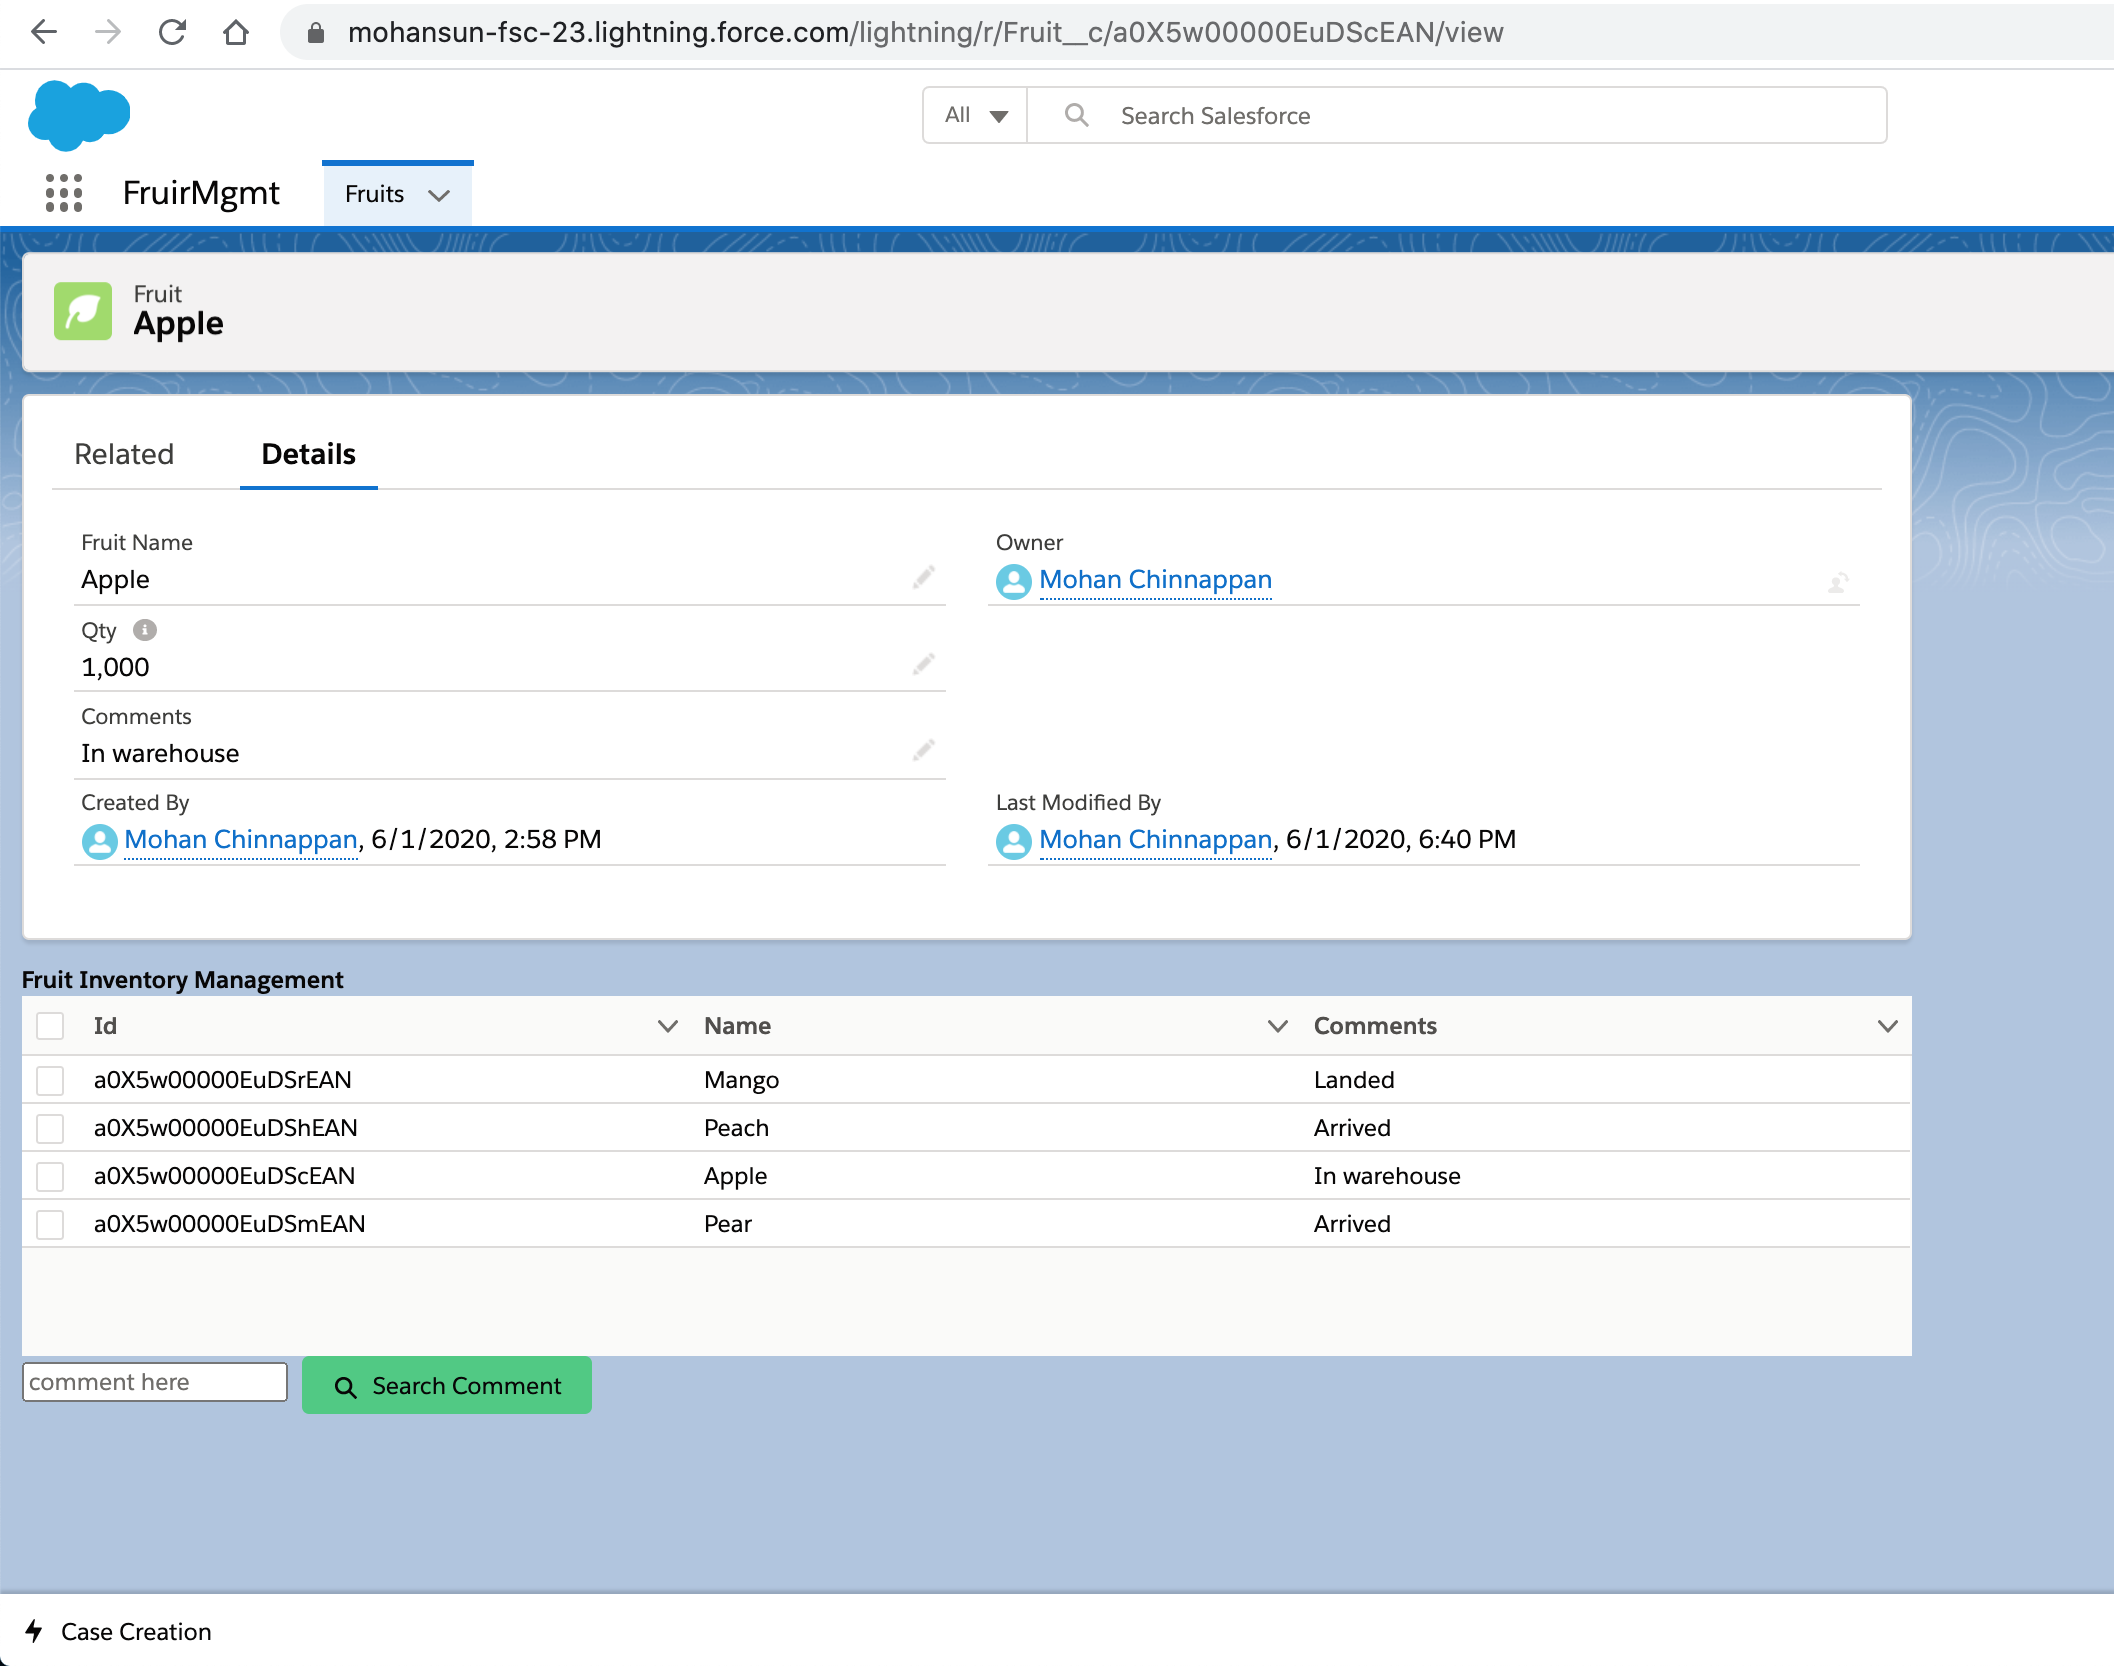 mohansun-fsc-23.lightning.force.com/lightning/r/Fruit__c/a0X5w00000EuDScEAN/view
All Search Salesforce
FruirMgmt Fruits
Fruit
Apple
Related Details
Fruit Name Owner
Apple Mohan Chinnappan
Qty
1,000
Comments
In warehouse
Created By Last Modified By
Mohan Chinnappan, 6/1/2020, 2:58 PM Mohan Chinnappan, 6/1/2020, 6:40 PM
Fruit Inventory Management
Id Name Comments
a0X5w00000EuDSrEAN Mango Landed
a0X5w00000EuDShEAN Peach Arrived
a0X5w00000EuDScEAN Apple In warehouse
a0X5w00000EuDSmEAN Pear Arrived
comment here Search Comment
Case Creation